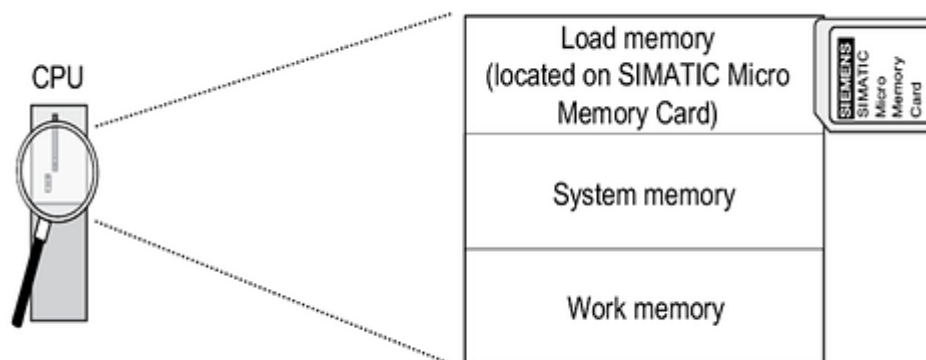 CPU
Load memory
(located on SIMATIC Micro
Memory Card)
SIEMENS
SIMATIC
Micro
Memory
Card
System memory
Work memory